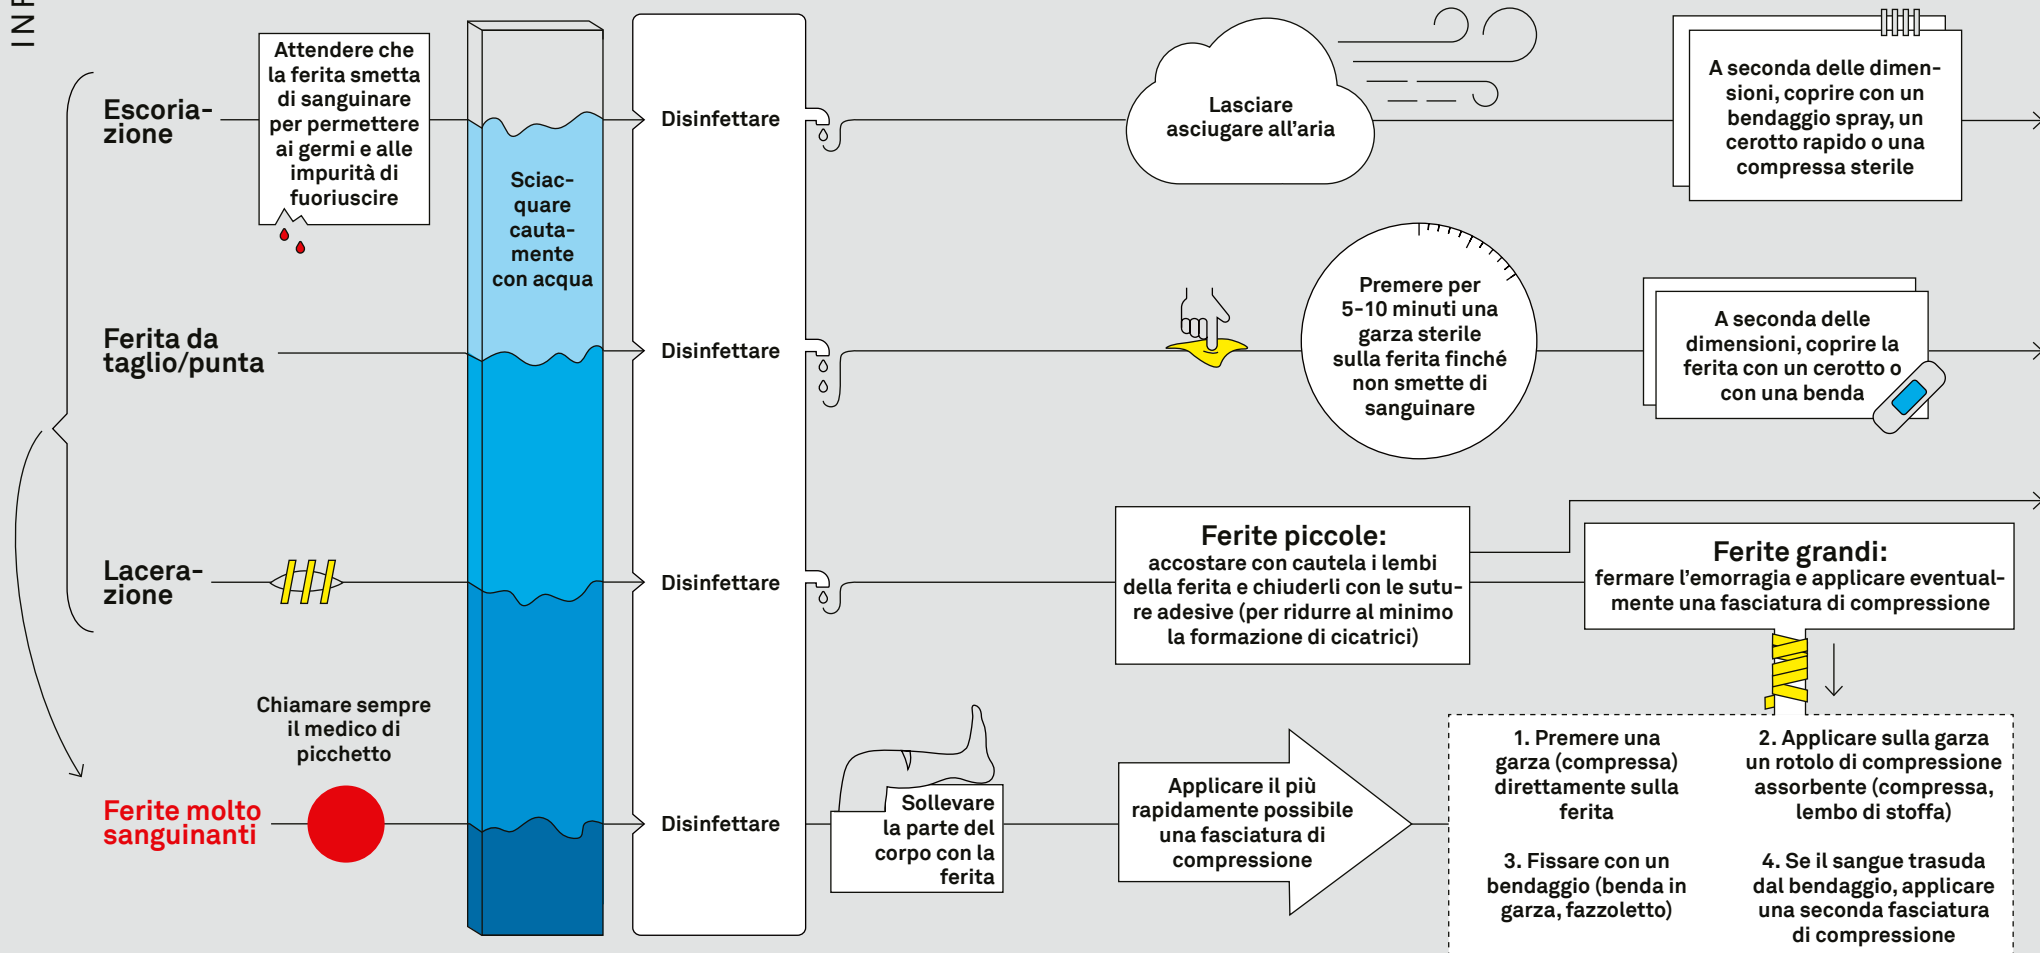 INF
Escoria-
zione
Attendere che
la ferita smetta
di sanguinare
per permettere
ai germi e alle
impurità di
fuoriuscire
Sciac-
quare
cauta-
mente
con acqua
Disinfettare
Lasciare
asciugare all'aria
A seconda delle dimen-
sioni, coprire con un
bendaggio spray, un
cerotto rapido o una
compressa sterile
Ferita da
taglio/punta
Disinfettare
Premere per
5-10 minuti una
garza sterile
sulla ferita finché
non smette di
sanguinare
A seconda delle
dimensioni, coprire la
ferita con un cerotto o
con una benda
Lacera-
zione
Disinfettare
Ferite piccole:
accostare con cautela i lembi
della ferita e chiuderli con le sutu-
re adesive (per ridurre al minimo
la formazione di cicatrici)
Ferite grandi:
fermare l'emorragia e applicare eventual-
mente una fasciatura di compressione
Chiamare sempre
il medico di
picchetto
Ferite molto
sanguinanti
Disinfettare
Sollevare
la parte del
corpo con la
ferita
Applicare il più
rapidamente possibile
una fasciatura di
compressione
1. Premere una
garza (compressa)
direttamente sulla
ferita
2. Applicare sulla garza
un rotolo di compressione
assorbente (compressa,
lembo di stoffa)
3. Fissare con un
bendaggio (benda in
garza, fazzoletto)
4. Se il sangue trasuda
dal bendaggio, applicare
una seconda fasciatura
di compressione